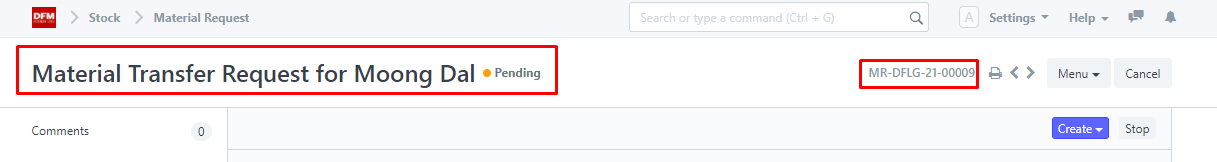 DFM
Stock
Material Request
Search or type a command (Ctrl + G)
A
Settings
Help
Material Transfer Request for Moong Dal
Pending
MR-DFLG-21-00009
Menu
Cancel
Comments
0
Create
Stop